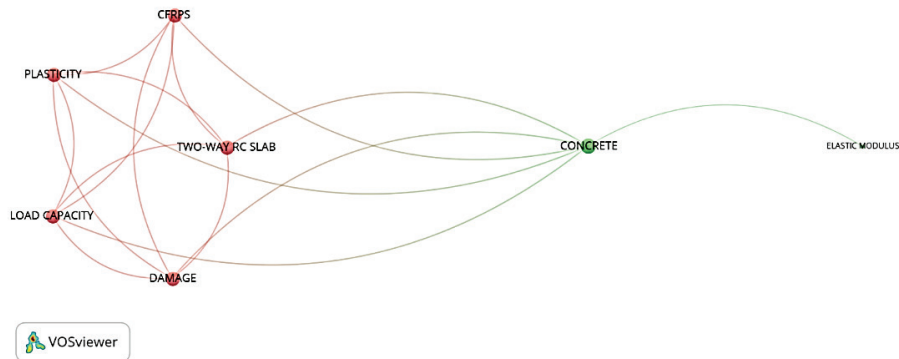 CFRPS
PLASTICITY
TWO-WAY RC SLAB
CONCRETE
ELASTIC MODULUS
LOAD CAPACITY
DAMAGE
VOSviewer